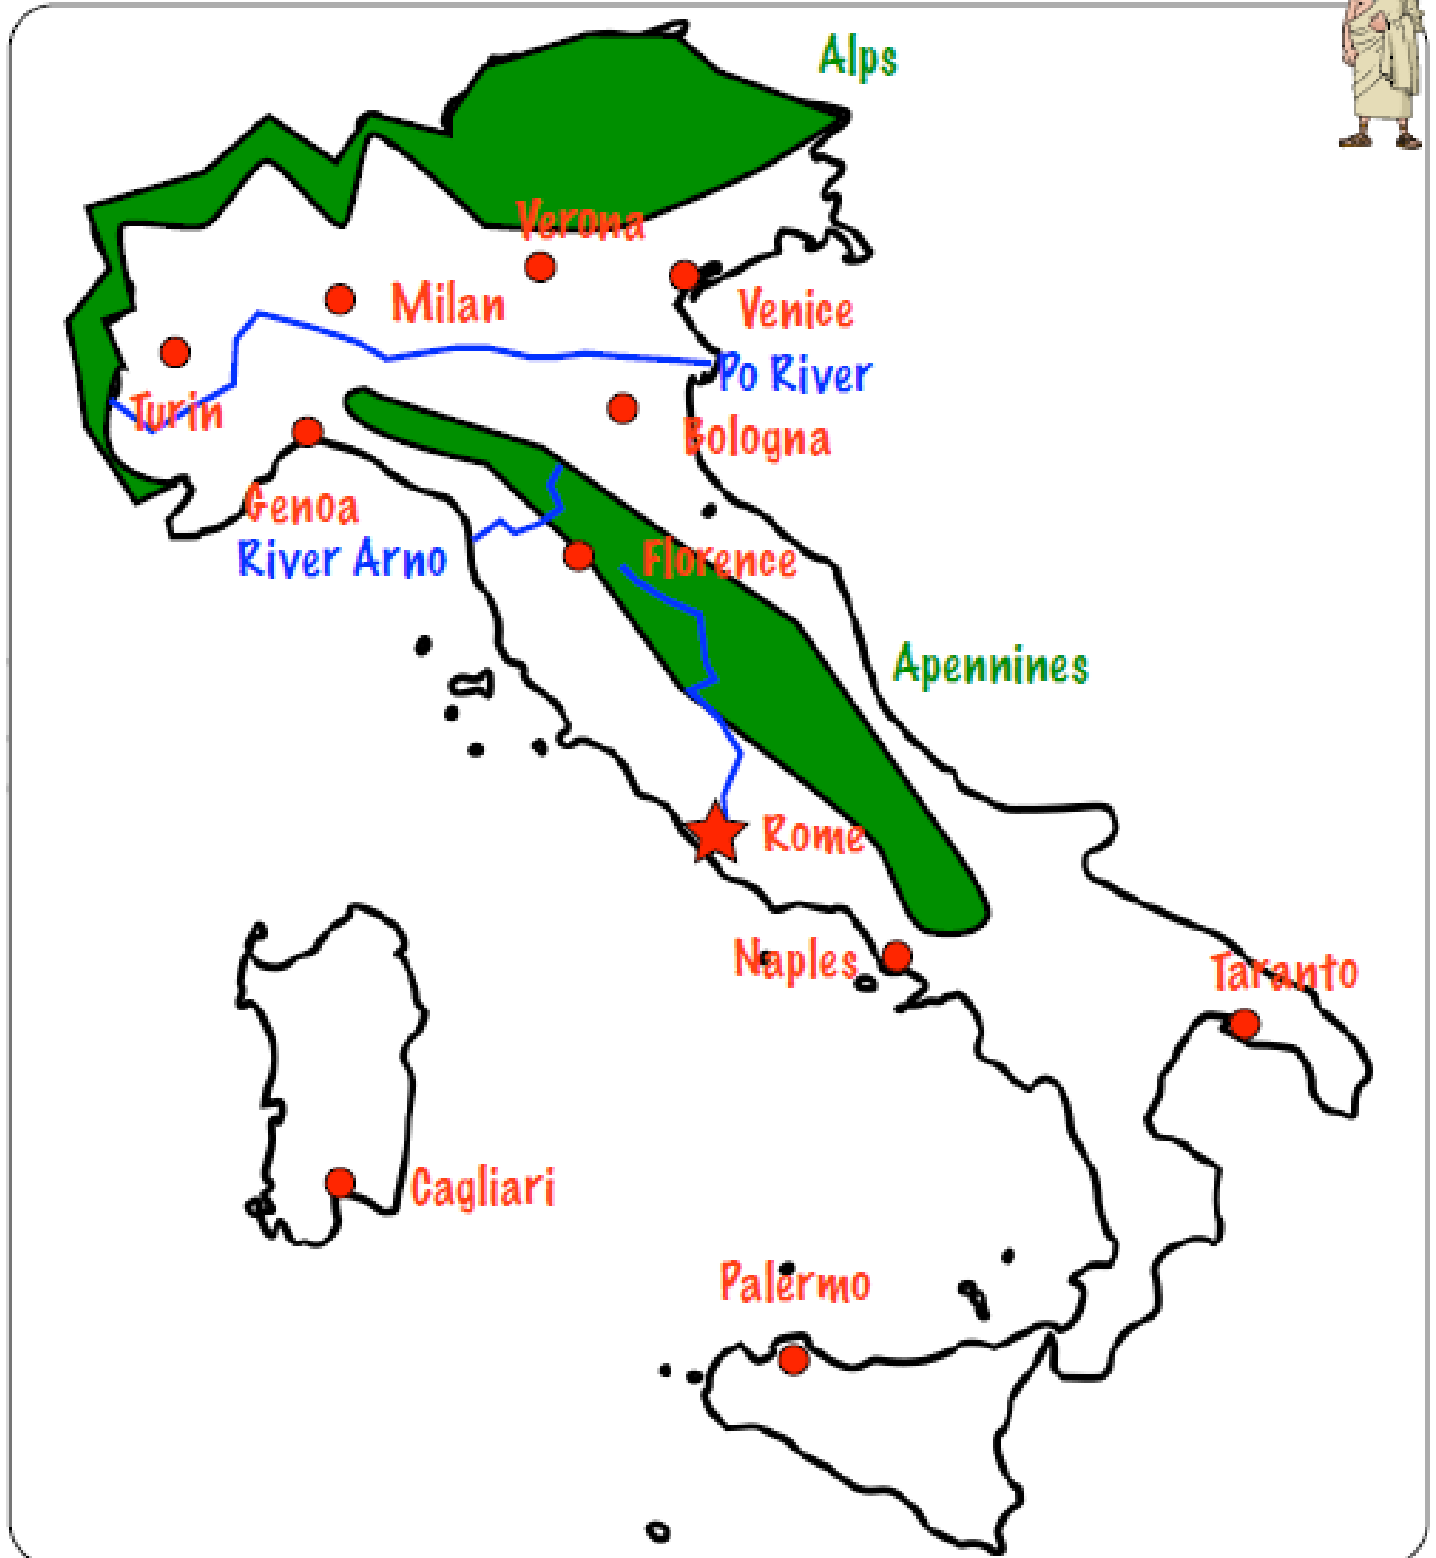 Alps
Verona
Milan
Venice
Po River
Turin
Bologna
Genoa
River Arno
Florence
Apennines
Rome
Naples
Taranto
Cagliari
Palermo